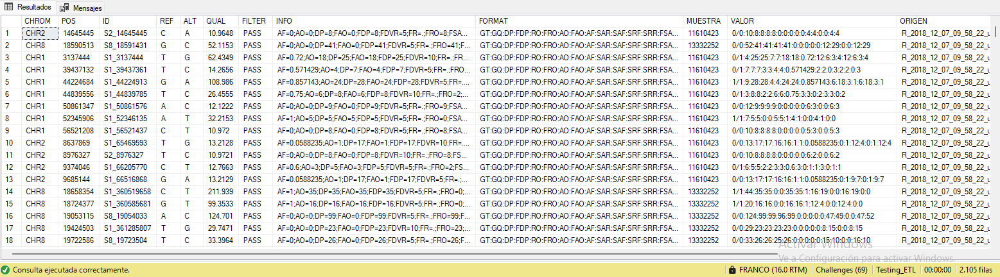 Resultados Mensajes
CHROM POS ID REF ALT QUAL FILTER INFO FORMAT MUESTRA VALOR ORIGEN
1 CHR2 14645445 S2_14645445 C A 10.9648 PASS AF=0;AO=0;DP=8;FAO=0;FDP=8;FDVR=5;FR=.;FRO=8;FSA... GT:GQ:DP:FDP:RO:FRO:AO:FAO:AF:SAR:SAF:SRF:SRR:FSA... 11610423 0/0:10:8:8:8:8:0:0:0:0:0:4:4:0:0:4:4 R_2018_12_07_09_58_22_u
2 CHR8 18590513 S8_18591431 G C 52.1153 PASS AF=0;AO=0;DP=41;FAO=0;FDP=41;FDVR=5;FR=.;FRO=41;F... GT:GQ:DP:FDP:RO:FRO:AO:FAO:AF:SAR:SAF:SRF:SRR:FSA... 13332252 0/0:52:41:41:41:41:0:0:0:0:0:12:29:0:0:12:29 R_2018_12_07_09_58_22_u
3 CHR1 3137444 S1_3137444 T G 62.4349 PASS AF=0.72;AO=18;DP=25;FAO=18;FDP=25;FDVR=10;FR=.;FR... GT:GQ:DP:FDP:RO:FRO:AO:FAO:AF:SAR:SAF:SRF:SRR:FSA... 11610423 0/1:4:25:25:7:7:18:18:0.72:12:6:3:4:12:6:3:4 R_2018_12_07_09_58_22_u
4 CHR1 39437132 S1_39437361 T C 14.2656 PASS AF=0.571429;AO=4;DP=7;FAO=4;FDP=7;FDVR=5;FR=.;FRO... GT:GQ:DP:FDP:RO:FRO:AO:FAO:AF:SAR:SAF:SRF:SRR:FSA... 11610423 0/1:7:7:7:3:3:4:4:0.571429:2:2:0:3:2:2:0:3 R_2018_12_07_09_58_22_u
5 CHR1 44224684 S1_44224913 G A 108.986 PASS AF=0.857143;AO=24;DP=28;FAO=24;FDP=28;FDVR=5;FR=.... GT:GQ:DP:FDP:RO:FRO:AO:FAO:AF:SAR:SAF:SRF:SRR:FSA... 11610423 1/1:9:28:28:4:4:24:24:0.857143:6:18:3:1:6:18:3:1 R_2018_12_07_09_58_22_u
6 CHR1 44839556 S1_44839785 T C 26.4555 PASS AF=0.75;AO=6;DP=8;FAO=6;FDP=8;FDVR=10;FR=.;FRO=2;... GT:GQ:DP:FDP:RO:FRO:AO:FAO:AF:SAR:SAF:SRF:SRR:FSA... 11610423 0/1:3:8:8:2:2:6:6:0.75:3:3:0:2:3:3:0:2 R_2018_12_07_09_58_22_u
7 CHR1 50861347 S1_50861576 A C 12.1222 PASS AF=0;AO=0;DP=9;FAO=0;FDP=9;FDVR=5;FR=.;FRO=9;FSA... GT:GQ:DP:FDP:RO:FRO:AO:FAO:AF:SAR:SAF:SRF:SRR:FSA... 11610423 0/0:12:9:9:9:9:0:0:0:0:0:6:3:0:0:6:3 R_2018_12_07_09_58_22_u
8 CHR1 52345906 S1_52346135 A T 32.2153 PASS AF=1;AO=5;DP=5;FAO=5;FDP=5;FDVR=5;FR=.;FRO=0;FSA... GT:GQ:DP:FDP:RO:FRO:AO:FAO:AF:SAR:SAF:SRF:SRR:FSA... 11610423 1/1:7:5:5:0:0:5:5:1:4:1:0:0:4:1:0:0 R_2018_12_07_09_58_22_u
9 CHR1 56521208 S1_56521437 C T 10.972 PASS AF=0;AO=0;DP=8;FAO=0;FDP=8;FDVR=5;FR=.;FRO=8;FSA... GT:GQ:DP:FDP:RO:FRO:AO:FAO:AF:SAR:SAF:SRF:SRR:FSA... 11610423 0/0:10:8:8:8:8:0:0:0:0:0:5:3:0:0:5:3 R_2018_12_07_09_58_22_u
10 CHR2 8637869 S1_65469593 T G 13.2128 PASS AF=0.0588235;AO=1;DP=17;FAO=1;FDP=17;FDVR=10;FR=.... GT:GQ:DP:FDP:RO:FRO:AO:FAO:AF:SAR:SAF:SRF:SRR:FSA... 11610423 0/0:13:17:17:16:16:1:1:0.0588235:0:1:12:4:0:1:12:4 R_2018_12_07_09_58_22_u
11 CHR2 8976327 S2_8976327 T C 10.9721 PASS AF=0;AO=0;DP=8;FAO=0;FDP=8;FDVR=10;FR=.;FRO=8;FS... GT:GQ:DP:FDP:RO:FRO:AO:FAO:AF:SAR:SAF:SRF:SRR:FSA... 11610423 0/0:10:8:8:8:8:0:0:0:0:0:6:2:0:0:6:2 R_2018_12_07_09_58_22_u
12 CHR2 9374046 S1_66205770 C T 12.7663 PASS AF=0.6;AO=3;DP=5;FAO=3;FDP=5;FDVR=5;FR=.;FRO=2;FS... GT:GQ:DP:FDP:RO:FRO:AO:FAO:AF:SAR:SAF:SRF:SRR:FSA... 11610423 0/1:6:5:5:2:2:3:3:0.6:3:0:1:1:3:0:1:1 R_2018_12_07_09_58_22_u
13 CHR2 9685144 S1_66516868 G A 13.2129 PASS AF=0.0588235;AO=1;DP=17;FAO=1;FDP=17;FDVR=5;FR=.;... GT:GQ:DP:FDP:RO:FRO:AO:FAO:AF:SAR:SAF:SRF:SRR:FSA... 11610423 0/0:13:17:17:16:16:1:1:0.0588235:0:1:9:7:0:1:9:7 R_2018_12_07_09_58_22_u
14 CHR8 18658354 S1_360519658 C T 211.939 PASS AF=1;AO=35;DP=35;FAO=35;FDP=35;FDVR=5;FR=.;FRO=0;... GT:GQ:DP:FDP:RO:FRO:AO:FAO:AF:SAR:SAF:SRF:SRR:FSA... 13332252 1/1:44:35:35:0:0:35:35:1:16:19:0:0:16:19:0:0 R_2018_12_07_09_58_22_u
15 CHR8 18724377 S1_360585681 G T 99.3533 PASS AF=1;AO=16;DP=16;FAO=16;FDP=16;FDVR=5;FR=.;FRO=0;... GT:GQ:DP:FDP:RO:FRO:AO:FAO:AF:SAR:SAF:SRF:SRR:FSA... 13332252 1/1:20:16:16:0:0:16:16:1:12:4:0:0:12:4:0:0 R_2018_12_07_09_58_22_u
16 CHR8 19053115 S8_19054033 A C 124.701 PASS AF=0;AO=0;DP=99;FAO=0;FDP=99;FDVR=5;FR=.;FRO=99;F... GT:GQ:DP:FDP:RO:FRO:AO:FAO:AF:SAR:SAF:SRF:SRR:FSA... 13332252 0/0:124:99:99:96:99:0:0:0:0:0:47:49:0:0:47:52 R_2018_12_07_09_58_22_u
17 CHR8 19424503 S1_361285807 T G 29.7471 PASS AF=0;AO=0;DP=23;FAO=0;FDP=23;FDVR=10;FR=.;FRO=23;... GT:GQ:DP:FDP:RO:FRO:AO:FAO:AF:SAR:SAF:SRF:SRR:FSA... 13332252 0/0:29:23:23:23:23:0:0:0:0:0:8:15:0:0:8:15 R_2018_12_07_09_58_22_u
18 CHR8 19722586 S8_19723504 T C 33.3964 PASS AF=0;AO=0;DP=26;FAO=0;FDP=26;FDVR=5;FR=.;FRO=26;F... GT:GQ:DP:FDP:RO:FRO:AO:FAO:AF:SAR:SAF:SRF:SRR:FSA... 13332252 0/0:33:26:26:25:26:0:0:0:0:0:15:10:0:0:16:10 R_2018_12_07_09_58_22_u
Activar Windows
Ve a Configuración para activar Windows.
Consulta ejecutada correctamente. FRANCO (16.0 RTM) Challenges (69) Testing_ETL 00:00:00 2.105 filas